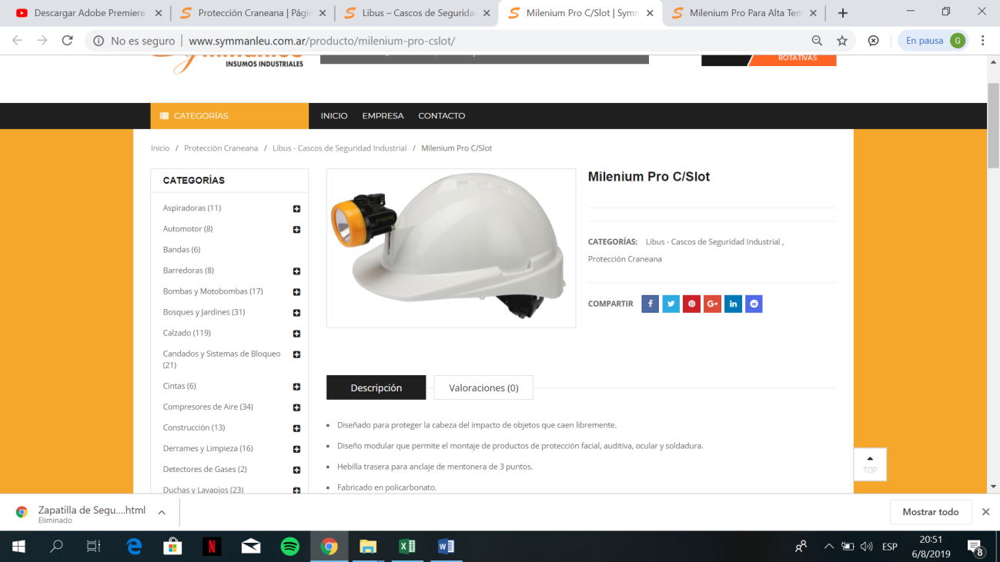 Descargar Adobe Premiere
Protección Craneana | Pági
Libus – Cascos de Segurida
Milenium Pro C/Slot | Symm
Milenium Pro Para Alta Tem
No es seguro | www.symmanleu.com.ar/producto/milenium-pro-cslot/
En pausa
G
INSUMOS INDUSTRIALES
ROTATIVAS
CATEGORÍAS
INICIO
EMPRESA
CONTACTO
Inicio / Protección Craneana / Libus - Cascos de Seguridad Industrial / Milenium Pro C/Slot
CATEGORÍAS
Aspiradoras (11)
Automotor (8)
Bandas (6)
Barredoras (8)
Bombas y Motobombas (17)
Bosques y Jardines (31)
Calzado (119)
Candados y Sistemas de Bloqueo
(21)
Cintas (6)
Compresores de Aire (34)
Construcción (13)
Derrames y Limpieza (16)
Detectores de Gases (2)
Duchas y Lavaojos (23)
Milenium Pro C/Slot
CATEGORÍAS: Libus - Cascos de Seguridad Industrial ,
Protección Craneana
COMPARTIR
Descripción
Valoraciones (0)
Diseñado para proteger la cabeza del impacto de objetos que caen libremente.
Diseño modular que permite el montaje de productos de protección facial, auditiva, ocular y soldadura.
Hebilla trasera para anclaje de mentonera de 3 puntos.
Fabricado en policarbonato.
TOP
Zapatilla de Segu....html
Eliminado
Mostrar todo
ESP
20:51
6/8/2019
8